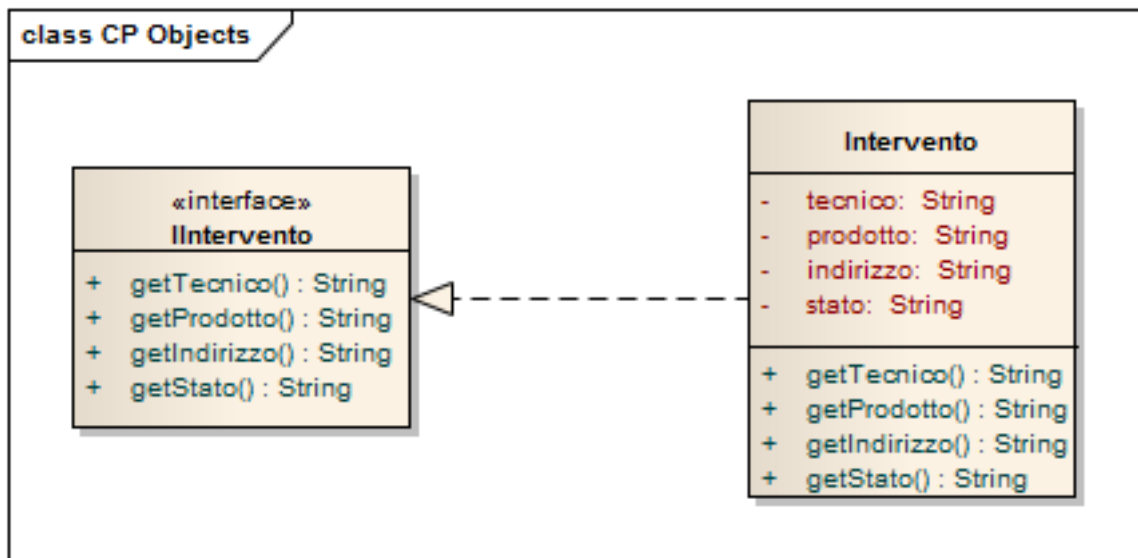 class CP Objects
«interface»
IIntervento
+ getTecnico() : String
+ getProdotto() : String
+ getIndirizzo() : String
+ getStato() : String
Intervento
- tecnico: String
- prodotto: String
- indirizzo: String
- stato: String
+ getTecnico() : String
+ getProdotto() : String
+ getIndirizzo() : String
+ getStato() : String